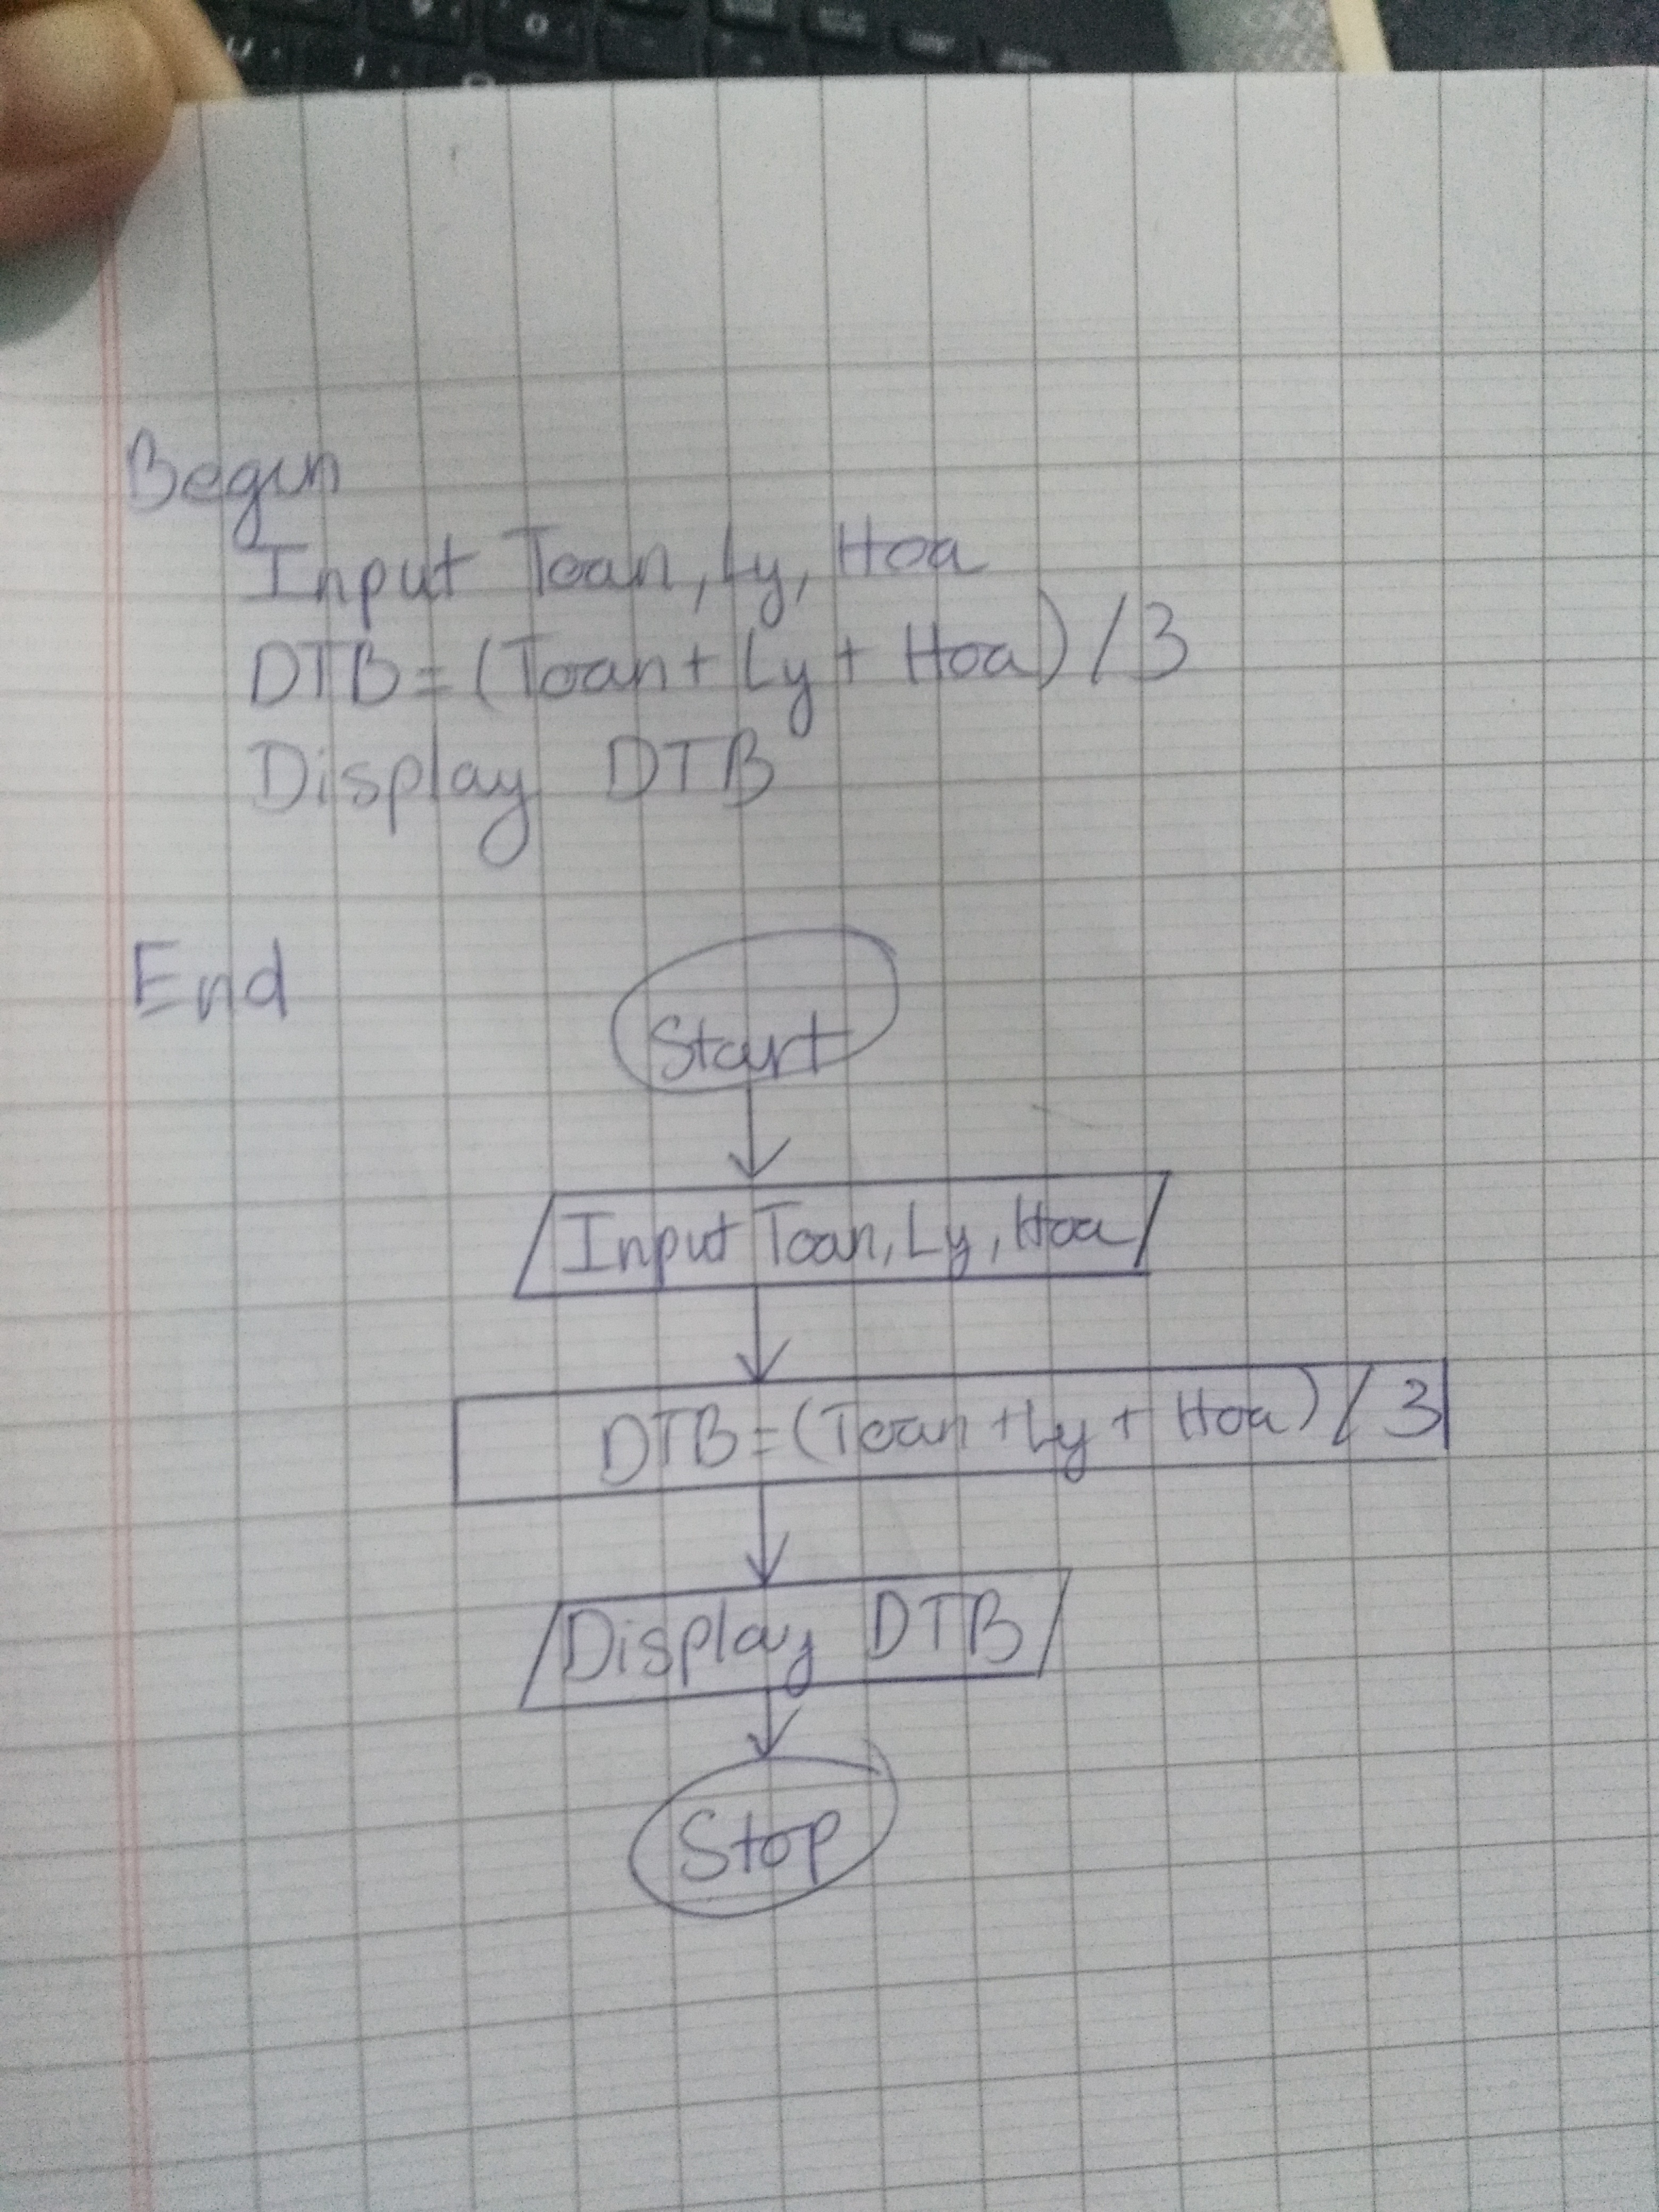 Begin
Input Toan, Ly, Hoa
DTB = (Toan + Ly + Hoa) / 3
Display DTB
End
Start
Input Toan, Ly, Hoa
DTB = (Toan + Ly + Hoa) / 3
Display DTB
Stop